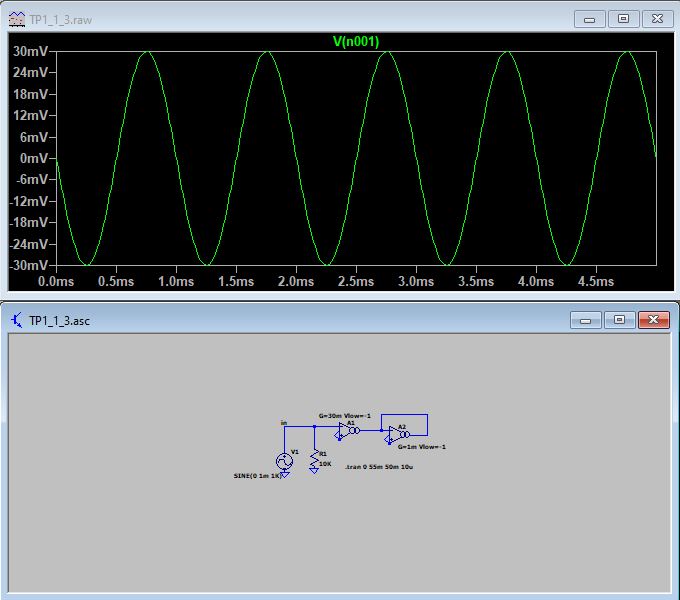 TP1_1_3.raw
V(n001)
30mV
24mV
18mV
12mV
6mV
0mV
-6mV
-12mV
-18mV
-24mV
-30mV
0.0ms 0.5ms 1.0ms 1.5ms 2.0ms 2.5ms 3.0ms 3.5ms 4.0ms 4.5ms
TP1_1_3.asc
G=30m Vlow=-1
in A1
A2
G=1m Vlow=-1
V1 R1
10K .tran 0 55m 50m 10u
SINE(0 1m 1K)